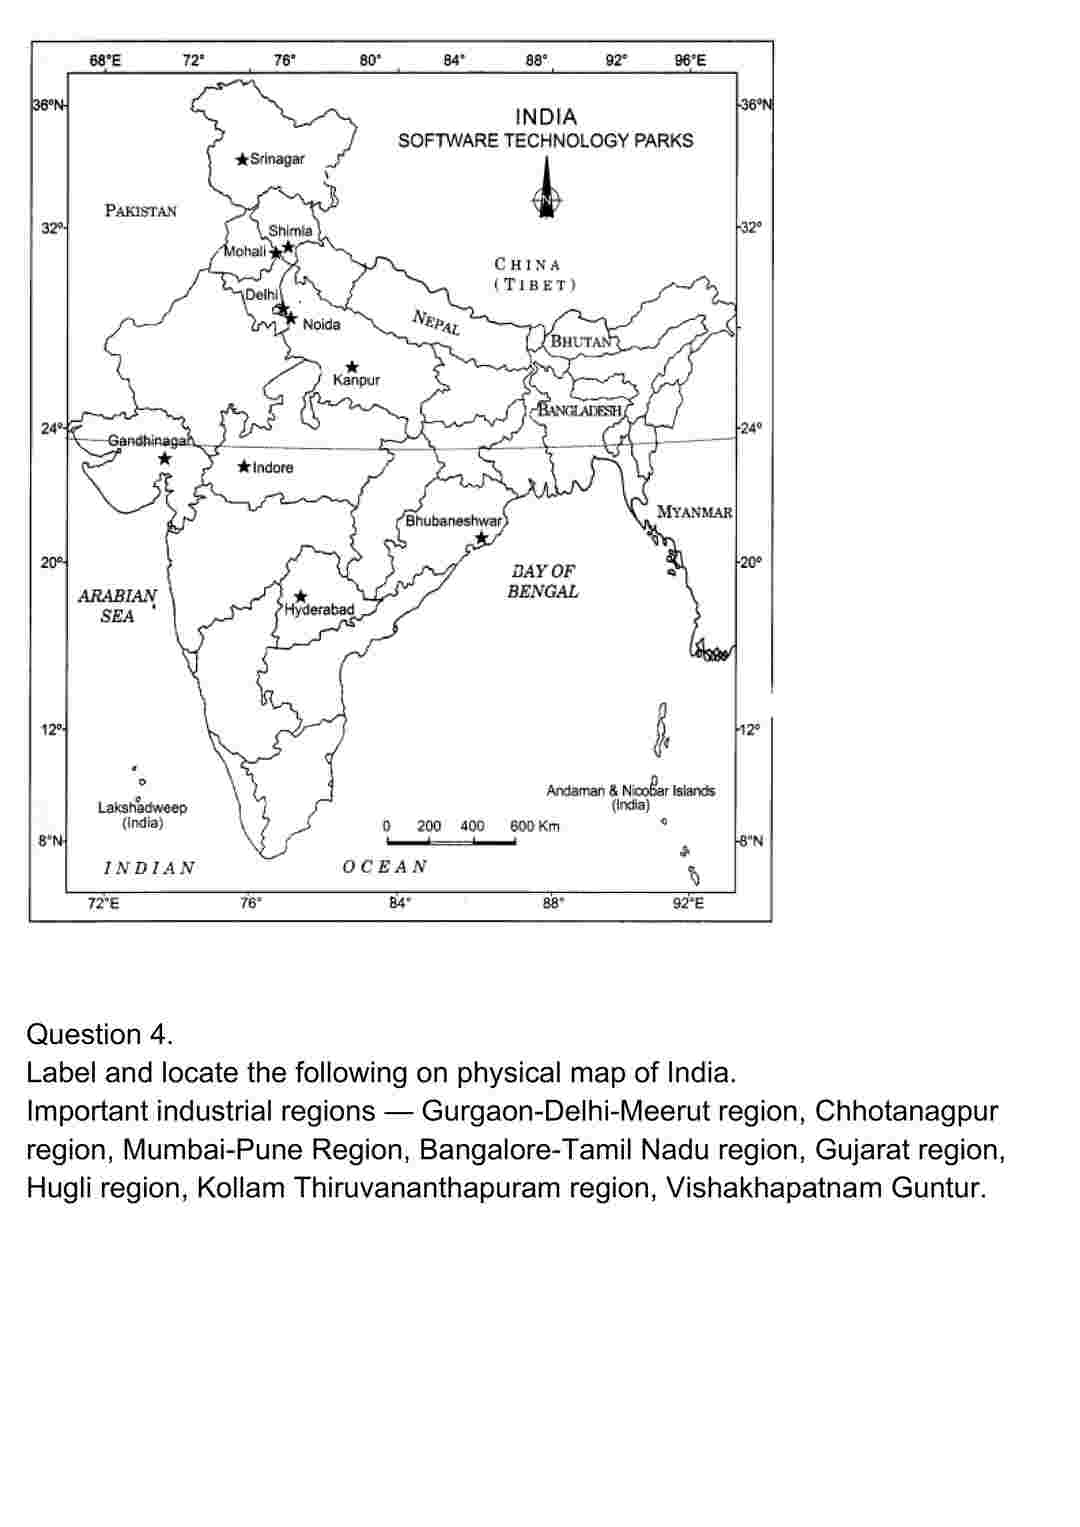 68°E 72° 76° 80° 84° 88° 92° 96°E
36°N 36°N
INDIA
SOFTWARE TECHNOLOGY PARKS
Srinagar
N
PAKISTAN
32° 32°
Shimla
Mohali
CHINA
(TIBET)
Delhi
Noida
NEPAL
BHUTAN
Kanpur
BANGLADESH
24° 24°
Gandhinagar
Indore
MYANMAR
Bhubaneshwar
20° 20°
ARABIAN
SEA
DAY OF
BENGAL
Hyderabad
12° 12°
Andaman & Nicobar Islands
(India)
Lakshadweep
(India)
0 200 400 600 Km
8°N 8°N
INDIAN OCEAN
72°E 76° 84° 88° 92°E
Question 4.
Label and locate the following on physical map of India.
Important industrial regions — Gurgaon-Delhi-Meerut region, Chhotanagpur
region, Mumbai-Pune Region, Bangalore-Tamil Nadu region, Gujarat region,
Hugli region, Kollam Thiruvananthapuram region, Vishakhapatnam Guntur.